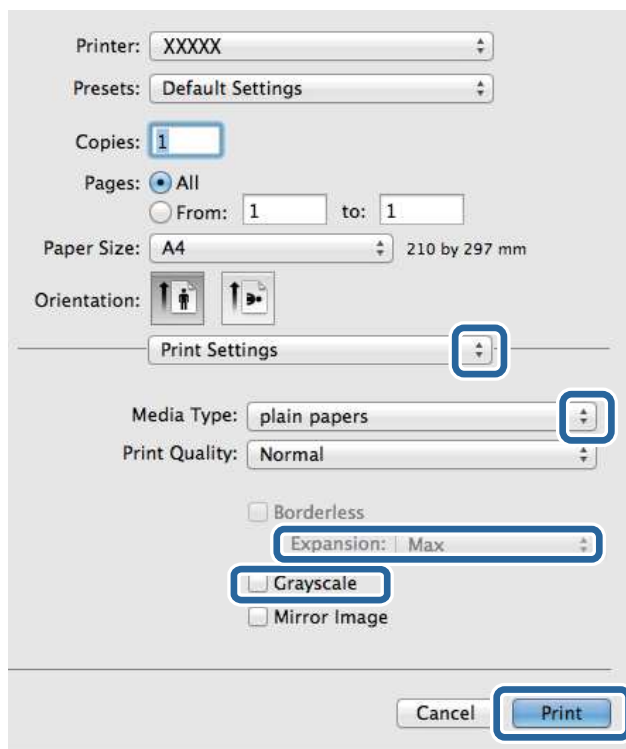 Printer: XXXXX
Presets: Default Settings
Copies: 1
Pages: All
From: 1 to: 1
Paper Size: A4 210 by 297 mm
Orientation:
Print Settings
Media Type: plain papers
Print Quality: Normal
Borderless
Expansion: Max
Grayscale
Mirror Image
Cancel Print